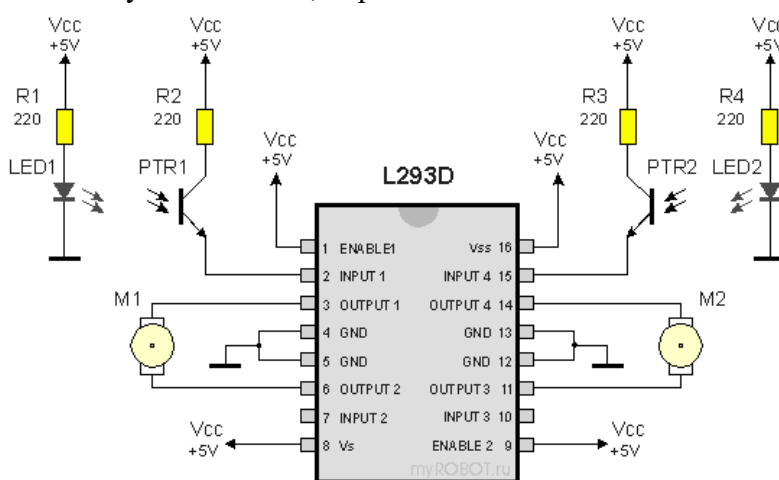 Vcc
+5V
Vcc
+5V
Vcc
+5V
Vcc
+5V
R1
220
R2
220
R3
220
R4
220
Vcc
+5V
Vcc
+5V
LED1
PTR1
L293D
PTR2
LED2
1 ENABLE1
Vss 16
2 INPUT 1
INPUT 4 15
M1
3 OUTPUT 1
OUTPUT 4 14
M2
4 GND
GND 13
5 GND
GND 12
6 OUTPUT 2
OUTPUT 3 11
7 INPUT 2
INPUT 3 10
Vcc
+5V
8 Vs
ENABLE 2 9
Vcc
+5V
myROBOT.ru